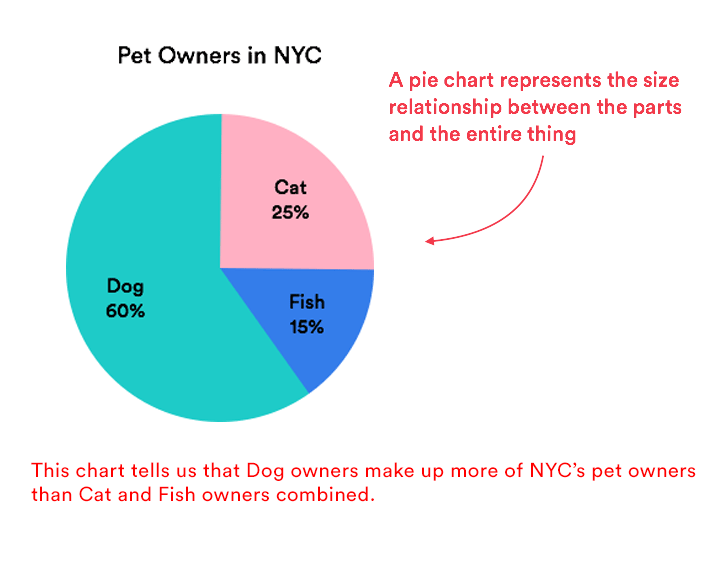 Pet Owners in NYC
A pie chart represents the size
relationship between the parts
and the entire thing
Cat
25%
Dog
60%
Fish
15%
This chart tells us that Dog owners make up more of NYC’s pet owners
than Cat and Fish owners combined.